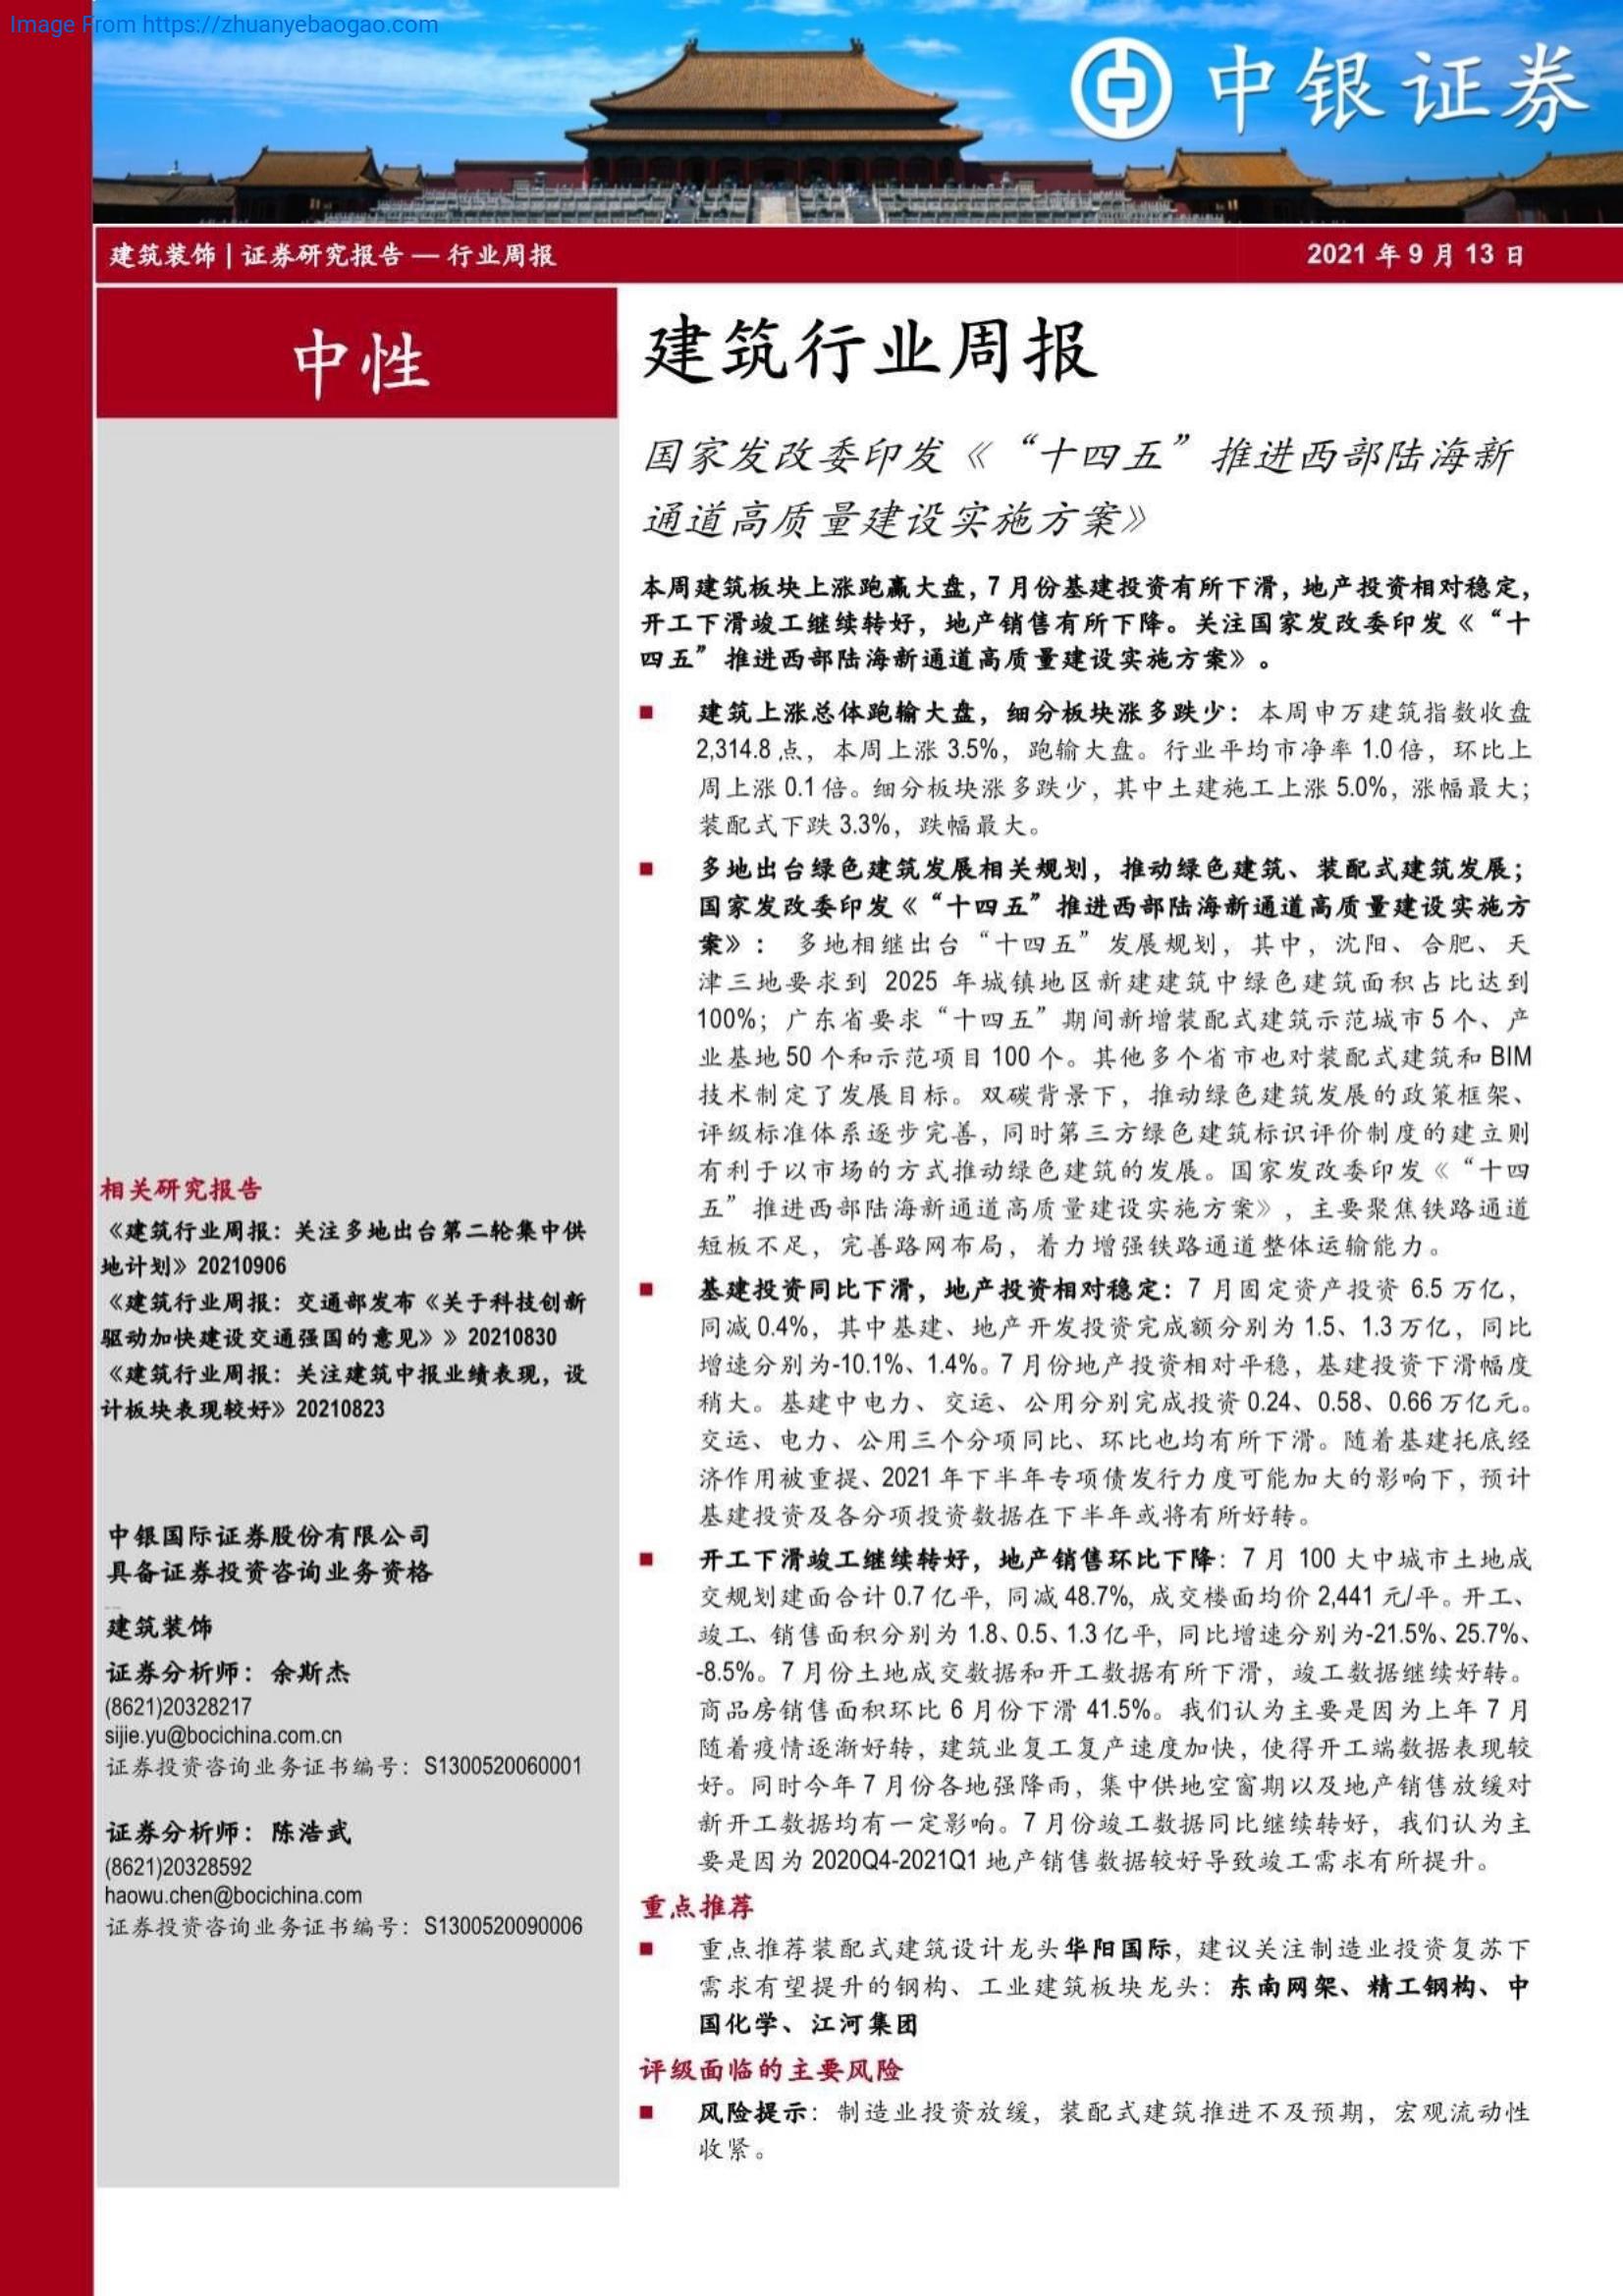 Image From https://zhuanyebaogao.com
中银证券
建筑装饰 | 证券研究报告 — 行业周报
2021 年 9 月 13 日
中性
建筑行业周报
国家发改委印发《“十四五”推进西部陆海新
通道高质量建设实施方案》
本周建筑板块上涨跑赢大盘，7 月份基建投资有所下滑，地产投资相对稳定，
开工下滑竣工继续转好，地产销售有所下降。关注国家发改委印发《“十
四五”推进西部陆海新通道高质量建设实施方案》。
■ 建筑上涨总体跑输大盘，细分板块涨多跌少：本周申万建筑指数收盘
2,314.8 点，本周上涨 3.5%，跑输大盘。行业平均市净率 1.0 倍，环比上
周上涨 0.1 倍。细分板块涨多跌少，其中土建施工上涨 5.0%，涨幅最大；
装配式下跌 3.3%，跌幅最大。
■ 多地出台绿色建筑发展相关规划，推动绿色建筑、装配式建筑发展；
国家发改委印发《“十四五”推进西部陆海新通道高质量建设实施方
案》：多地相继出台“十四五”发展规划，其中，沈阳、合肥、天
津三地要求到 2025 年城镇地区新建建筑中绿色建筑面积占比达到
100%；广东省要求“十四五”期间新增装配式建筑示范城市 5 个、产
业基地 50 个和示范项目 100 个。其他多个省市也对装配式建筑和 BIM
技术制定了发展目标。双碳背景下，推动绿色建筑发展的政策框架、
评级标准体系逐步完善，同时第三方绿色建筑标识评价制度的建立则
有利于以市场的方式推动绿色建筑的发展。国家发改委印发《“十四
五”推进西部陆海新通道高质量建设实施方案》，主要聚焦铁路通道
短板不足，完善路网布局，着力增强铁路通道整体运输能力。
■ 基建投资同比下滑，地产投资相对稳定：7 月固定资产投资 6.5 万亿，
同减 0.4%，其中基建、地产开发投资完成额分别为 1.5、1.3 万亿，同比
增速分别为-10.1%、1.4%。7 月份地产投资相对平稳，基建投资下滑幅度
稍大。基建中电力、交运、公用分别完成投资 0.24、0.58、0.66 万亿元。
交运、电力、公用三个分项同比、环比也均有所下滑。随着基建托底经
济作用被重提、2021 年下半年专项债发行力度可能加大的影响下，预计
基建投资及各分项投资数据在下半年或将有所好转。
■ 开工下滑竣工继续转好，地产销售环比下降：7 月 100 大中城市土地成
交规划建面合计 0.7 亿平，同减 48.7%，成交楼面均价 2,441 元/平。开工、
竣工、销售面积分别为 1.8、0.5、1.3 亿平，同比增速分别为-21.5%、25.7%、
-8.5%。7 月份土地成交数据和开工数据有所下滑，竣工数据继续好转。
商品房销售面积环比 6 月份下滑 41.5%。我们认为主要是因为上年 7 月
随着疫情逐渐好转，建筑业复工复产速度加快，使得开工端数据表现较
好。同时今年 7 月份各地强降雨，集中供地空窗期以及地产销售放缓对
新开工数据均有一定影响。7 月份竣工数据同比继续转好，我们认为主
要是因为 2020Q4-2021Q1 地产销售数据较好导致竣工需求有所提升。
重点推荐
■ 重点推荐装配式建筑设计龙头华阳国际，建议关注制造业投资复苏下
需求有望提升的钢构、工业建筑板块龙头：东南网架、精工钢构、中
国化学、江河集团
评级面临的主要风险
■ 风险提示：制造业投资放缓，装配式建筑推进不及预期，宏观流动性
收紧。
相关研究报告
《建筑行业周报：关注多地出台第二轮集中供
地计划》20210906
《建筑行业周报：交通部发布《关于科技创新
驱动加快建设交通强国的意见》》20210830
《建筑行业周报：关注建筑中报业绩表现，设
计板块表现较好》20210823
中银国际证券股份有限公司
具备证券投资咨询业务资格
建筑装饰
证券分析师：余斯杰
(8621)20328217
sijie.yu@bocichina.com.cn
证券投资咨询业务证书编号：S1300520060001
证券分析师：陈浩武
(8621)20328592
haowu.chen@bocichina.com
证券投资咨询业务证书编号：S1300520090006